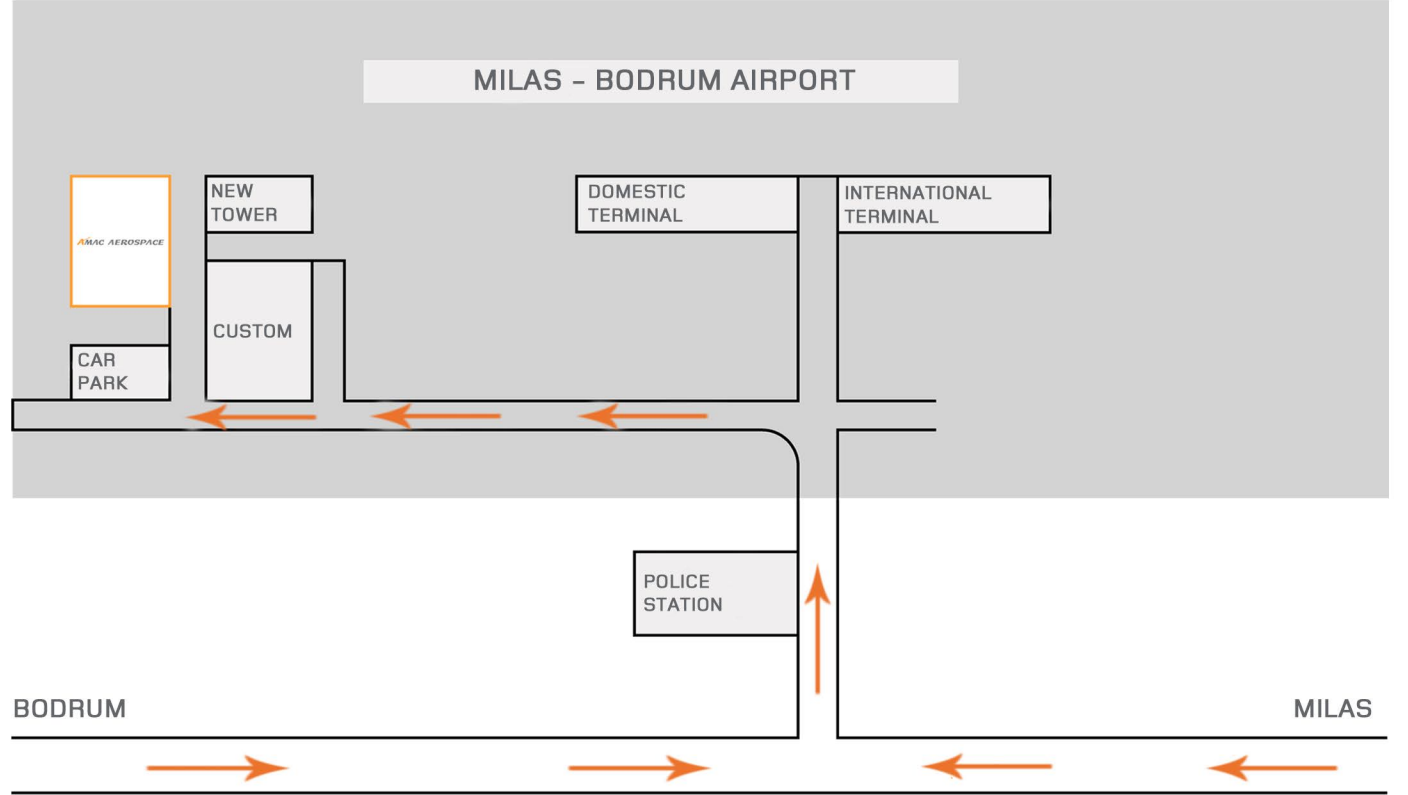 MILAS – BODRUM AIRPORT
NEW
TOWER
DOMESTIC
TERMINAL
INTERNATIONAL
TERMINAL
AMAC AEROSPACE
CUSTOM
CAR
PARK
POLICE
STATION
BODRUM
MILAS